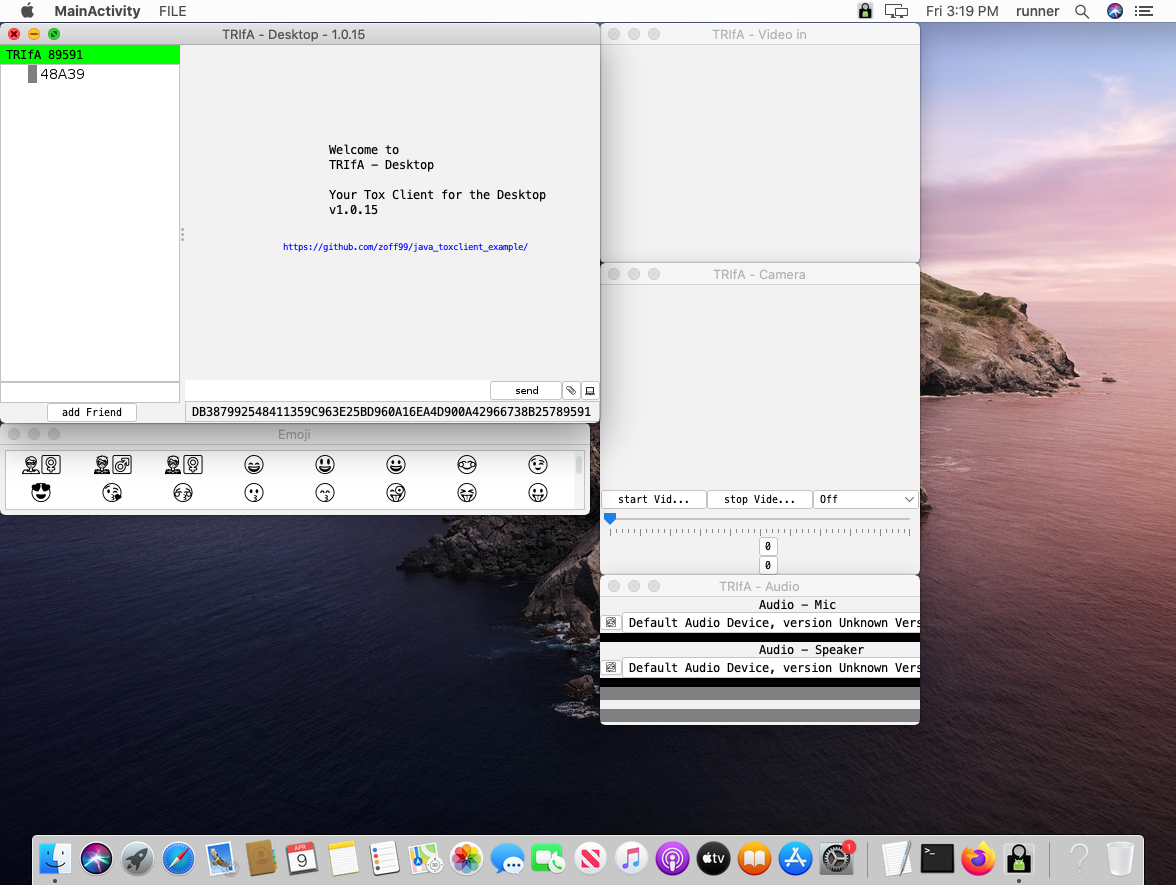 MainActivity FILE Fri 3:19 PM runner
TRIfA - Desktop - 1.0.15
TRIfA 89591
48A39
Welcome to
TRIfA – Desktop
Your Tox Client for the Desktop
v1.0.15
https://github.com/zoff99/java_toxclient_example/
send
add Friend
DB387992548411359C963E25BD960A16EA4D900A42966738B25789591
Emoji
TRIfA - Video in
TRIfA - Camera
start Vid... stop Vide... Off
0
0
TRIfA - Audio
Audio – Mic
Default Audio Device, version Unknown Vers
Audio – Speaker
Default Audio Device, version Unknown Vers
APR
9
3D
tv
1
>_